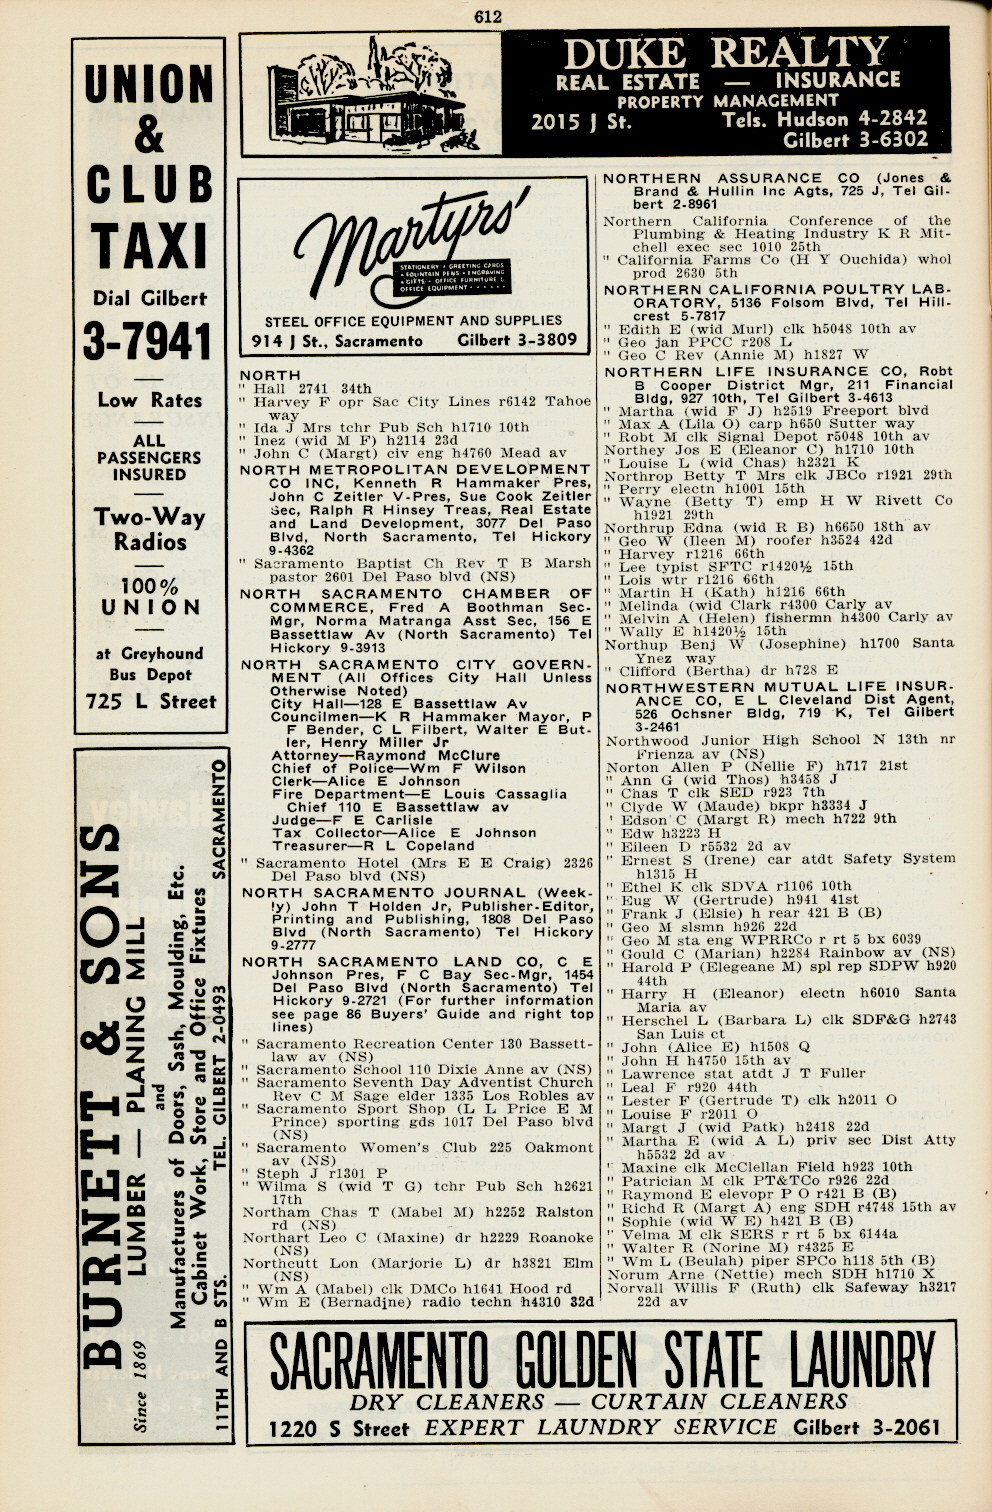 612
UNION
&
CLUB
TAXI
Dial Gilbert
3-7941
Low Rates
ALL
PASSENGERS
INSURED
Two-Way
Radios
100%
UNION
at Greyhound
Bus Depot
725 L Street
BURNETT & SONS
LUMBER — PLANING MILL
and
Manufacturers of Doors, Sash, Moulding, Etc.
Cabinet Work, Store and Office Fixtures
Since 1869
11TH AND B STS. TEL. GILBERT 2-0493 SACRAMENTO
DUKE REALTY
REAL ESTATE — INSURANCE
PROPERTY MANAGEMENT
2015 J St. Tels. Hudson 4-2842
Gilbert 3-6302
Martyrs'
STATIONERY • GREETING CARDS
• FOUNTAIN PENS • ENGRAVING
• GIFTS • OFFICE FURNITURE &
OFFICE EQUIPMENT
STEEL OFFICE EQUIPMENT AND SUPPLIES
914 J St., Sacramento Gilbert 3-3809
NORTH
" Hall 2741 34th
" Harvey F opr Sac City Lines r6142 Tahoe
way
" Ida J Mrs tchr Pub Sch h1710 10th
" Inez (wid M F) h2114 23d
" John C (Margt) civ eng h4760 Mead av
NORTH METROPOLITAN DEVELOPMENT
CO INC, Kenneth R Hammaker Pres,
John C Zeitler V-Pres, Sue Cook Zeitler
Sec, Ralph R Hinsey Treas, Real Estate
and Land Development, 3077 Del Paso
Blvd, North Sacramento, Tel Hickory
9-4362
" Sacramento Baptist Ch Rev T B Marsh
pastor 2601 Del Paso blvd (NS)
NORTH SACRAMENTO CHAMBER OF
COMMERCE, Fred A Boothman Sec-
Mgr, Norma Matranga Asst Sec, 156 E
Bassettlaw Av (North Sacramento) Tel
Hickory 9-3913
NORTH SACRAMENTO CITY GOVERN-
MENT (All Offices City Hall Unless
Otherwise Noted)
City Hall—128 E Bassettlaw Av
Councilmen—K R Hammaker Mayor, P
F Bender, C L Filbert, Walter E But-
ler, Henry Miller Jr
Attorney—Raymond McClure
Chief of Police—Wm F Wilson
Clerk—Alice E Johnson
Fire Department—E Louis Cassaglia
Chief 110 E Bassettlaw av
Judge—F E Carlisle
Tax Collector—Alice E Johnson
Treasurer—R L Copeland
" Sacramento Hotel (Mrs E E Craig) 2326
Del Paso blvd (NS)
NORTH SACRAMENTO JOURNAL (Week-
ly) John T Holden Jr, Publisher-Editor,
Printing and Publishing, 1808 Del Paso
Blvd (North Sacramento) Tel Hickory
9-2777
NORTH SACRAMENTO LAND CO, C E
Johnson Pres, F C Bay Sec-Mgr, 1454
Del Paso Blvd (North Sacramento) Tel
Hickory 9-2721 (For further information
see page 86 Buyers' Guide and right top
lines)
" Sacramento Recreation Center 130 Bassett-
law av (NS)
" Sacramento School 110 Dixie Anne av (NS)
" Sacramento Seventh Day Adventist Church
Rev C M Sage elder 1335 Los Robles av
" Sacramento Sport Shop (L L Price E M
Prince) sporting gds 1017 Del Paso blvd
(NS)
" Sacramento Women's Club 225 Oakmont
av (NS)
" Steph J r1301 P
" Wilma S (wid T G) tchr Pub Sch h2621
17th
Northam Chas T (Mabel M) h2252 Ralston
rd (NS)
Northart Leo C (Maxine) dr h2229 Roanoke
(NS)
Northcutt Lon (Marjorie L) dr h3821 Elm
(NS)
" Wm A (Mabel) clk DMCo h1641 Hood rd
" Wm E (Bernadine) radio techn h4310 32d
NORTHERN ASSURANCE CO (Jones &
Brand & Hullin Inc Agts, 725 J, Tel Gil-
bert 2-8961
Northern California Conference of the
Plumbing & Heating Industry K R Mit-
chell exec sec 1010 25th
" California Farms Co (H Y Ouchida) whol
prod 2630 5th
NORTHERN CALIFORNIA POULTRY LAB-
ORATORY, 5136 Folsom Blvd, Tel Hill-
crest 5-7817
" Edith E (wid Murl) clk h5048 10th av
" Geo jan PPCC r208 L
" Geo C Rev (Annie M) h1827 W
NORTHERN LIFE INSURANCE CO, Robt
B Cooper District Mgr, 211 Financial
Bldg, 927 10th, Tel Gilbert 3-4613
" Martha (wid F J) h2519 Freeport blvd
" Max A (Lila O) carp h650 Sutter way
" Robt M clk Signal Depot r5048 10th av
Northey Jos E (Eleanor C) h1710 10th
" Louise L (wid Chas) h2321 K
Northrop Betty T Mrs clk JBCo r1921 29th
" Perry electn h1001 15th
" Wayne (Betty T) emp H W Rivett Co
h1921 29th
Northrup Edna (wid R B) h6650 18th av
" Geo W (Ileen M) roofer h3524 42d
" Harvey r1216 66th
" Lee typist SFTC r1420½ 15th
" Lois wtr r1216 66th
" Martin H (Kath) h1216 66th
" Melinda (wid Clark r4300 Carly av
" Melvin A (Helen) fishermn h4300 Carly av
" Wally E h1420½ 15th
Northup Benj W (Josephine) h1700 Santa
Ynez way
" Clifford (Bertha) dr h728 E
NORTHWESTERN MUTUAL LIFE INSUR-
ANCE CO, E L Cleveland Dist Agent,
526 Ochsner Bldg, 719 K, Tel Gilbert
3-2461
Northwood Junior High School N 13th nr
Frienza av (NS)
Norton Allen P (Nellie F) h717 21st
" Ann G (wid Thos) h3458 J
" Chas T clk SED r923 7th
" Clyde W (Maude) bkpr h3334 J
' Edson C (Margt R) mech h722 9th
" Edw h3223 H
" Eileen D r5532 2d av
" Ernest S (Irene) car atdt Safety System
h1315 H
" Ethel K clk SDVA r1106 10th
" Eug W (Gertrude) h941 41st
" Frank J (Elsie) h rear 421 B (B)
" Geo M slsmn h926 22d
" Geo M sta eng WPRRCo r rt 5 bx 6039
" Gould C (Marian) h2284 Rainbow av (NS)
" Harold P (Elegeane M) spl rep SDPW h920
44th
" Harry H (Eleanor) electn h6010 Santa
Maria av
" Herschel L (Barbara L) clk SDF&G h2743
San Luis ct
" John (Alice E) h1508 Q
" John H h4750 15th av
" Lawrence stat atdt J T Fuller
" Leal F r920 44th
" Lester F (Gertrude T) clk h2011 O
" Louise F r2011 O
" Margt J (wid Patk) h2418 22d
" Martha E (wid A L) priv sec Dist Atty
h5532 2d av
" Maxine clk McClellan Field h923 10th
" Patrician M clk PT&TCo r926 22d
" Raymond E elevopr P O r421 B (B)
" Richd R (Margt A) eng SDH r4748 15th av
" Sophie (wid W E) h421 B (B)
" Velma M clk SERS r rt 5 bx 6144a
" Walter R (Norine M) r4325 E
" Wm L (Beulah) piper SPCo h118 5th (B)
Norum Arne (Nettie) mech SDH h1710 X
Norvall Willis F (Ruth) clk Safeway h3217
22d av
SACRAMENTO GOLDEN STATE LAUNDRY
DRY CLEANERS — CURTAIN CLEANERS
1220 S Street EXPERT LAUNDRY SERVICE Gilbert 3-2061